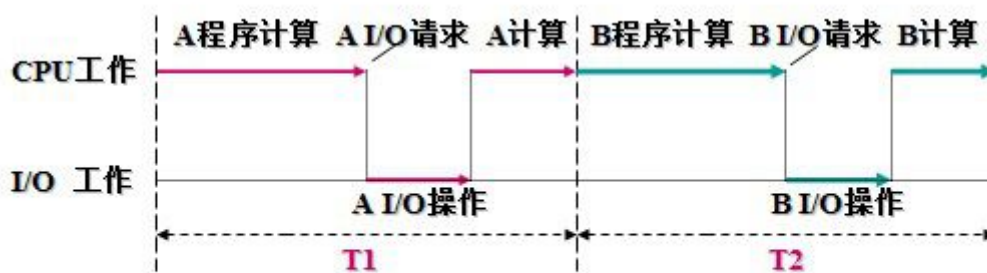 A程序计算 A I/O请求 A计算 B程序计算 B I/O请求 B计算
CPU工作
I/O 工作
A I/O操作 B I/O操作
T1 T2